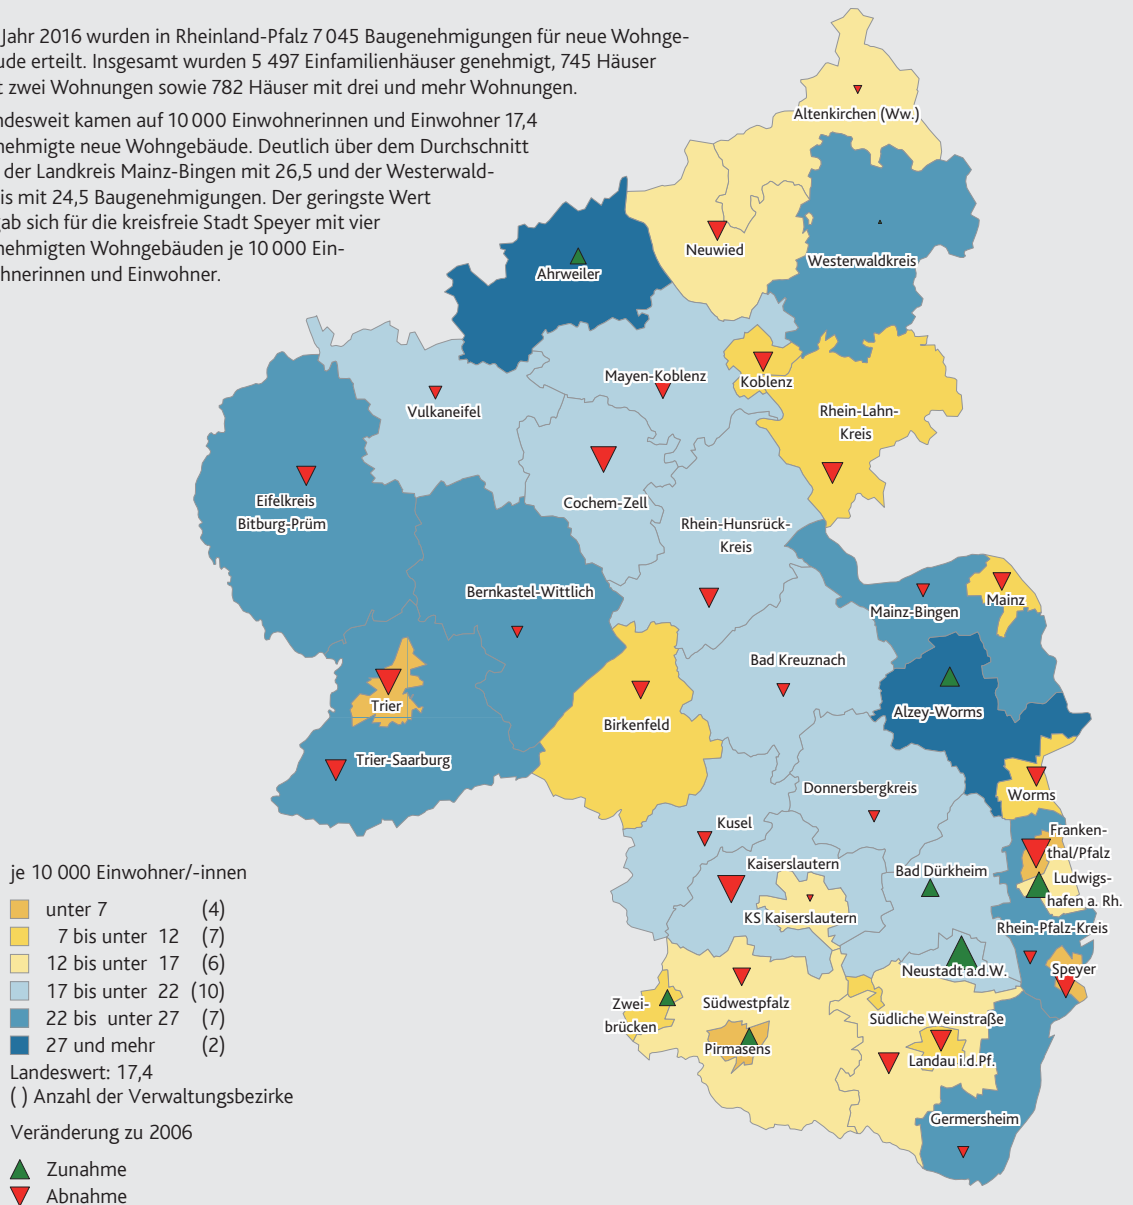 Jahr 2016 wurden in Rheinland-Pfalz 7 045 Baugenehmigungen für neue Wohnge-
ude erteilt. Insgesamt wurden 5 497 Einfamilienhäuser genehmigt, 745 Häuser
t zwei Wohnungen sowie 782 Häuser mit drei und mehr Wohnungen.
ndesweit kamen auf 10 000 Einwohnerinnen und Einwohner 17,4
nehmigte neue Wohngebäude. Deutlich über dem Durchschnitt
der Landkreis Mainz-Bingen mit 26,5 und der Westerwald-
is mit 24,5 Baugenehmigungen. Der geringste Wert
gab sich für die kreisfreie Stadt Speyer mit vier
nehmigten Wohngebäuden je 10 000 Ein-
hnerinnen und Einwohner.
Altenkirchen (Ww.)
Neuwied
Westerwaldkreis
Ahrweiler
Mayen-Koblenz
Koblenz
Vulkaneifel
Rhein-Lahn-
Kreis
Cochem-Zell
Eifelkreis
Bitburg-Prüm
Rhein-Hunsrück-
Kreis
Bernkastel-Wittlich
Mainz-Bingen
Mainz
Bad Kreuznach
Trier
Birkenfeld
Alzey-Worms
Trier-Saarburg
Donnersbergkreis
Worms
Kusel
Franken-
thal/Pfalz
Kaiserslautern
Bad Dürkheim
Ludwigs-
hafen a. Rh.
KS Kaiserslautern
Rhein-Pfalz-Kreis
Neustadt a.d.W.
Speyer
Zwei-
brücken
Südwestpfalz
Südliche Weinstraße
Pirmasens
Landau i.d.Pf.
Germersheim
je 10 000 Einwohner/-innen
unter 7 (4)
7 bis unter 12 (7)
12 bis unter 17 (6)
17 bis unter 22 (10)
22 bis unter 27 (7)
27 und mehr (2)
Landeswert: 17,4
( ) Anzahl der Verwaltungsbezirke
Veränderung zu 2006
Zunahme
Abnahme